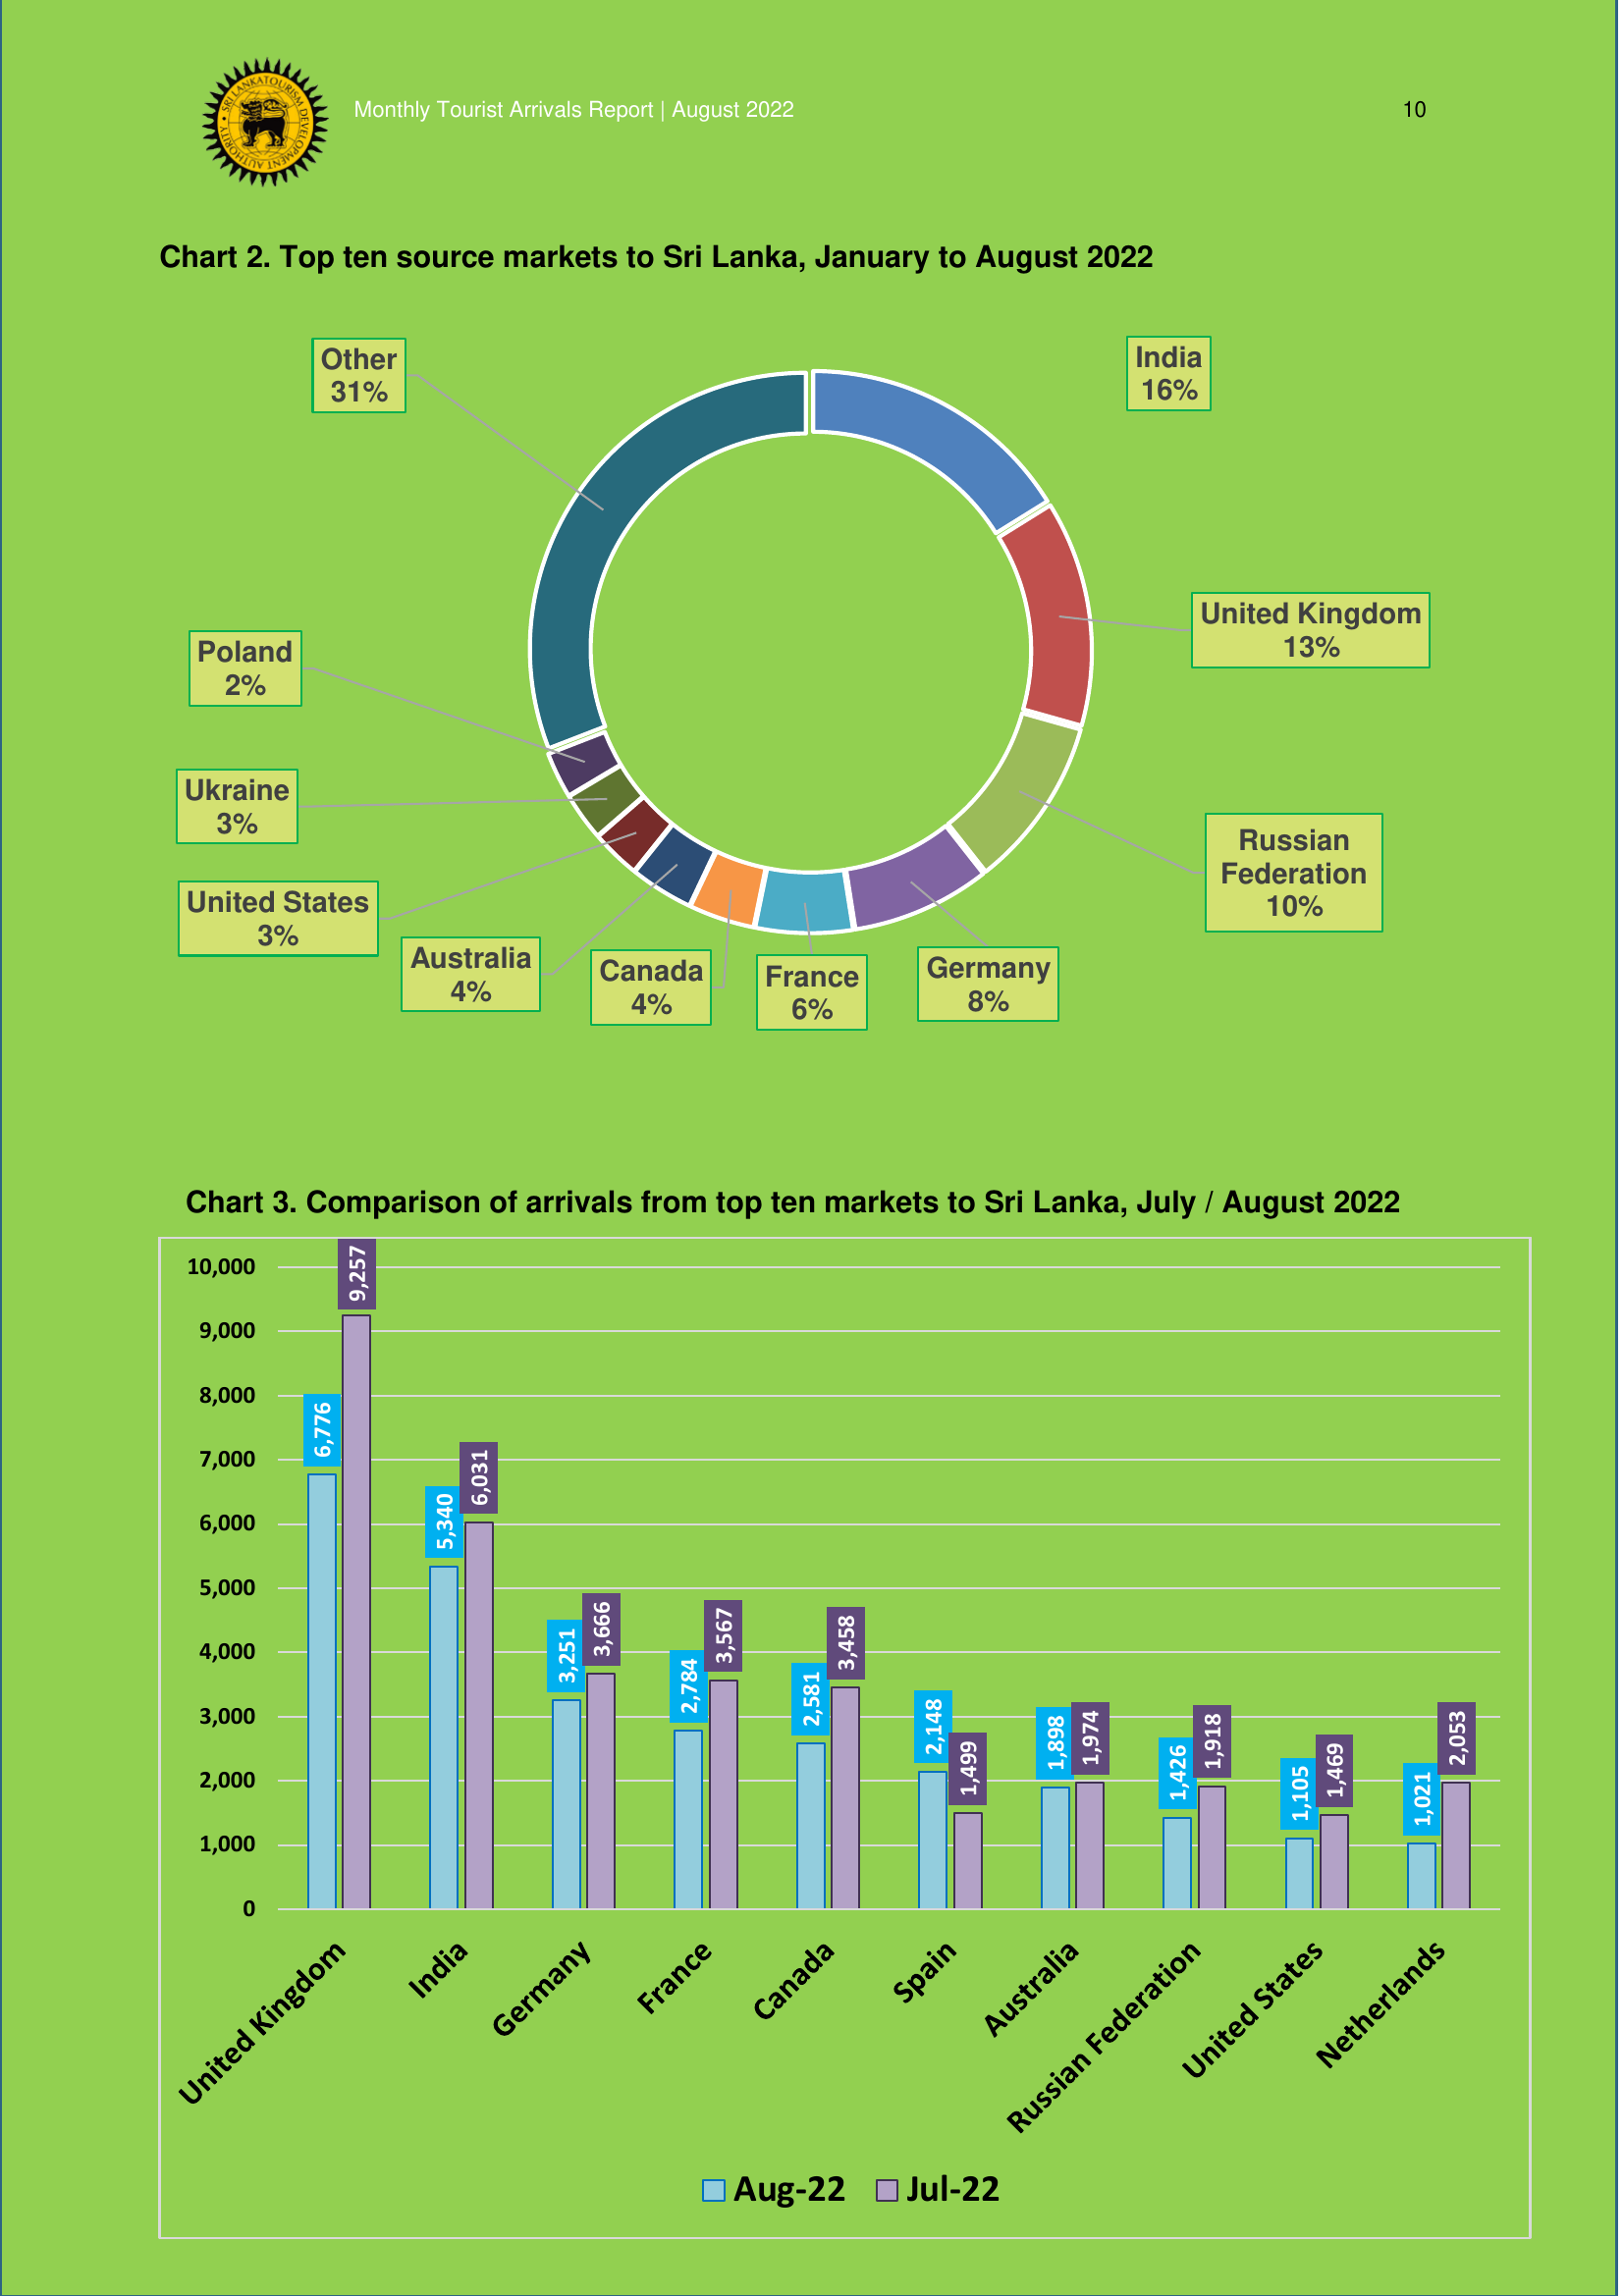 SRI LANKA TOURISM DEVELOPMENT AUTHORITY
Monthly Tourist Arrivals Report | August 2022
10
Chart 2. Top ten source markets to Sri Lanka, January to August 2022
Other
31%
India
16%
United Kingdom
13%
Poland
2%
Ukraine
3%
Russian
Federation
10%
United States
3%
Australia
4%
Canada
4%
France
6%
Germany
8%
Chart 3. Comparison of arrivals from top ten markets to Sri Lanka, July / August 2022
10,000
9,000
8,000
7,000
6,000
5,000
4,000
3,000
2,000
1,000
0
6,776
9,257
5,340
6,031
3,251
3,666
2,784
3,567
2,581
3,458
2,148
1,499
1,898
1,974
1,426
1,918
1,105
1,469
1,021
2,053
United Kingdom
India
Germany
France
Canada
Spain
Australia
Russian Federation
United States
Netherlands
Aug-22
Jul-22